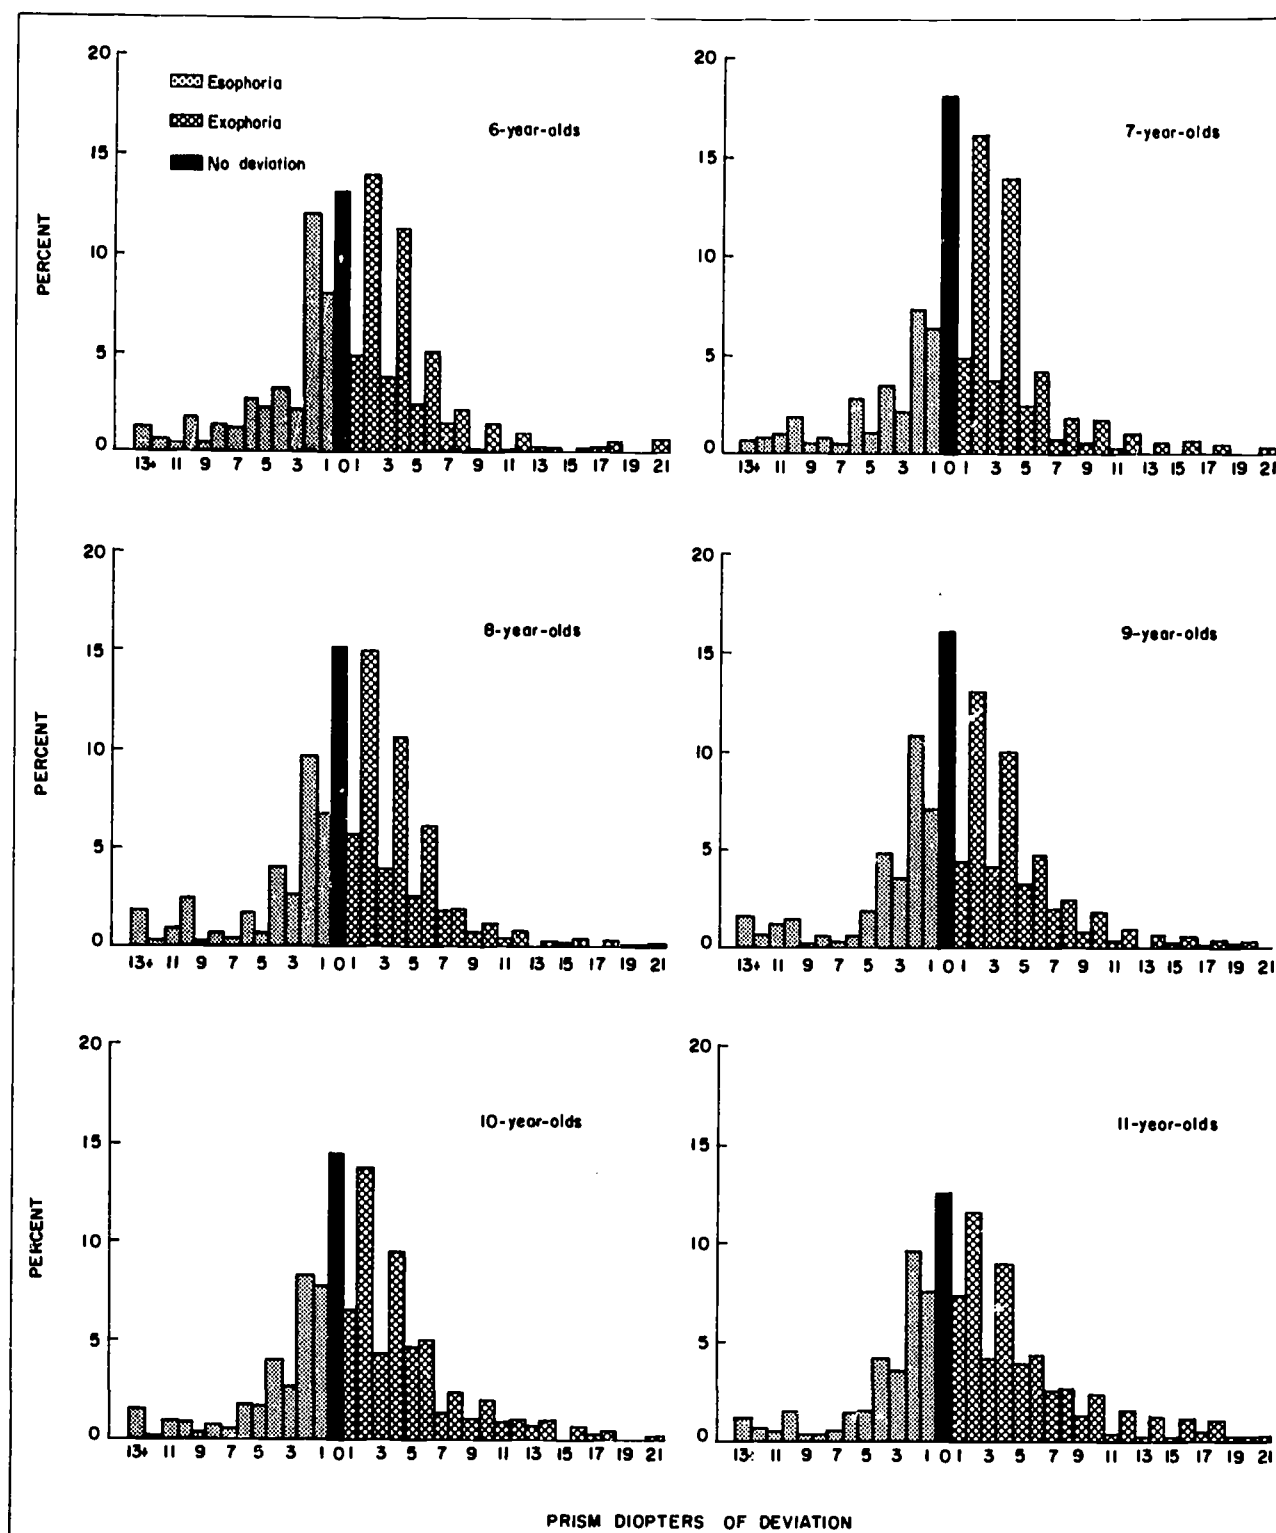 20
Esophoria
Exophoria
6-year-olds
15
No deviation
10
PERCENT
5
0
13+ 11 9 7 5 3 1 0 1 3 5 7 9 11 13 15 17 19 21
20
7-year-olds
15
10
5
0
13+ 11 9 7 5 3 1 0 1 3 5 7 9 11 13 15 17 19 21
20
8-year-olds
15
10
PERCENT
5
0
13+ 11 9 7 5 3 1 0 1 3 5 7 9 11 13 15 17 19 21
20
9-year-olds
15
10
5
0
13+ 11 9 7 5 3 1 0 1 3 5 7 9 11 13 15 17 19 21
20
10-year-olds
15
10
PERCENT
5
0
13+ 11 9 7 5 3 1 0 1 3 5 7 9 11 13 15 17 19 21
20
11-year-olds
15
10
5
0
13+ 11 9 7 5 3 1 0 1 3 5 7 9 11 13 15 17 19 21
PRISM DIOPTERS OF DEVIATION